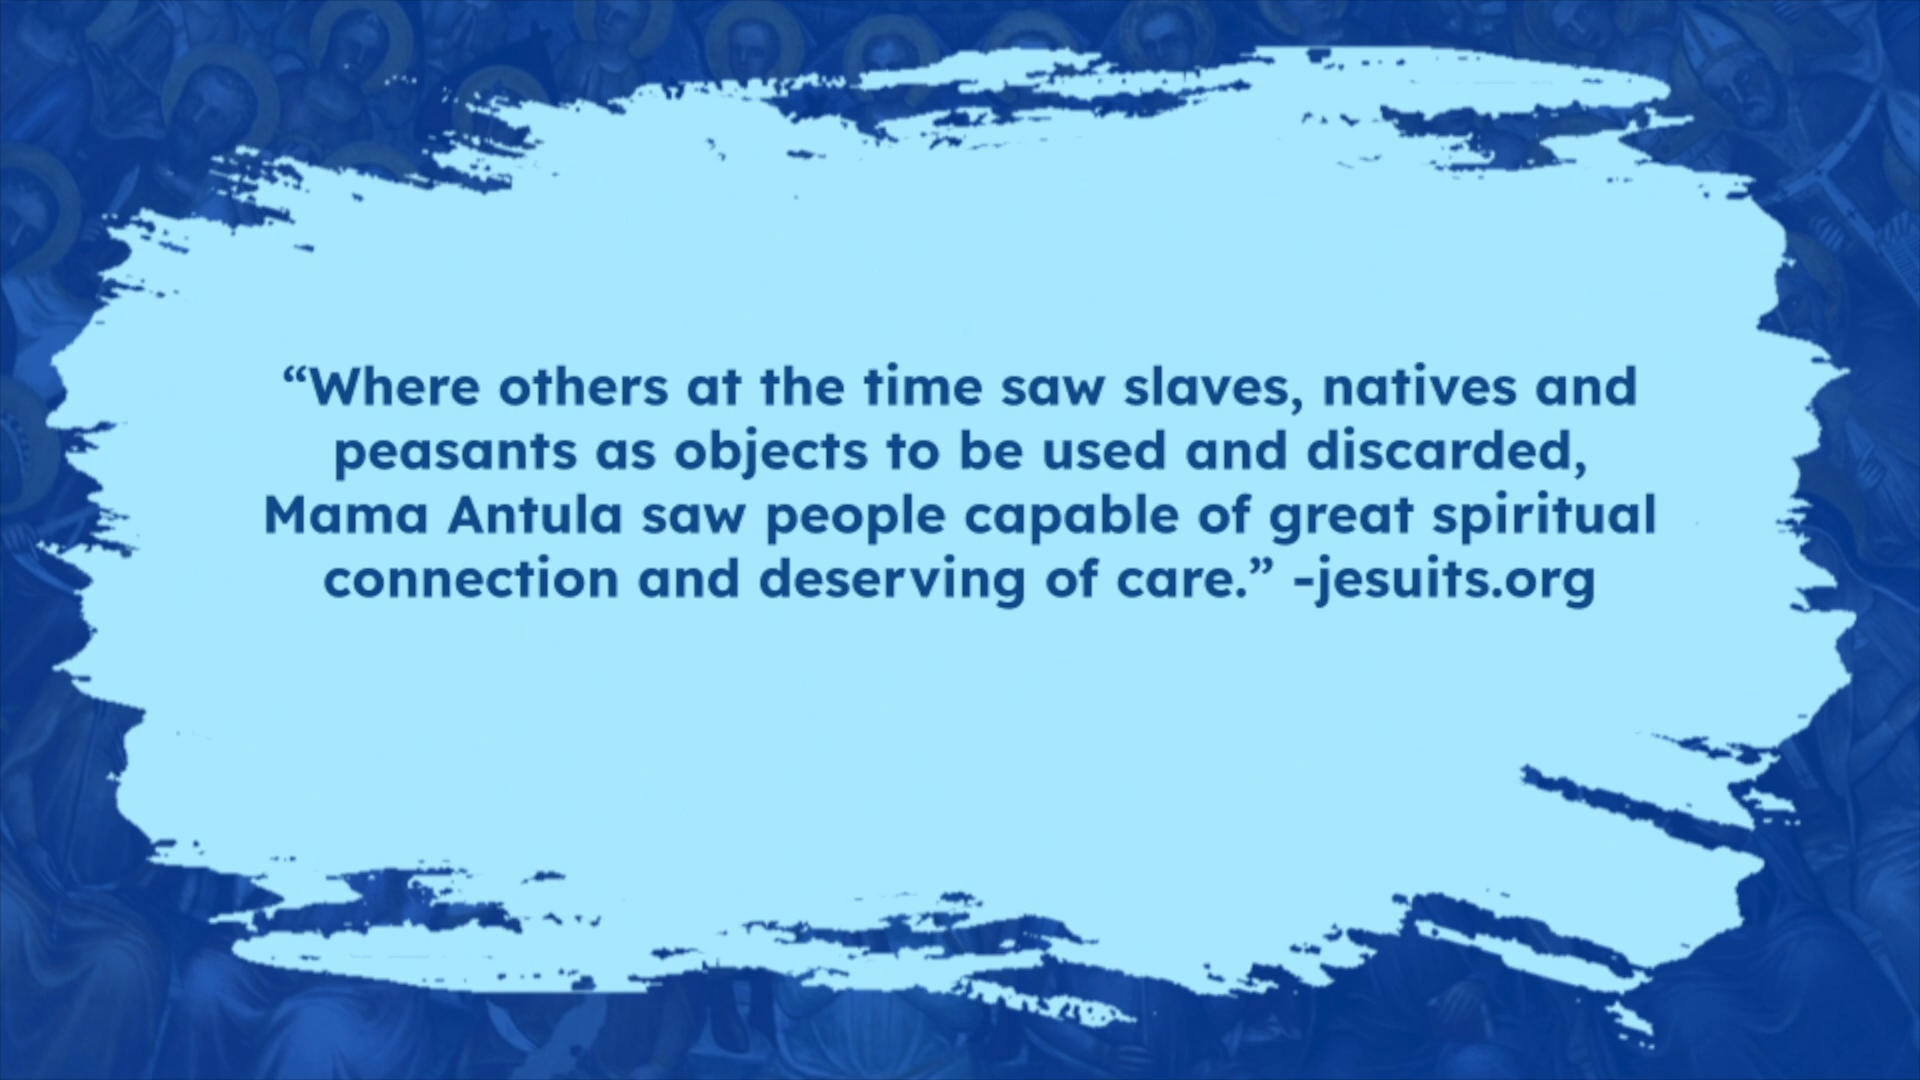 “Where others at the time saw slaves, natives and
peasants as objects to be used and discarded,
Mama Antula saw people capable of great spiritual
connection and deserving of care.” -jesuits.org